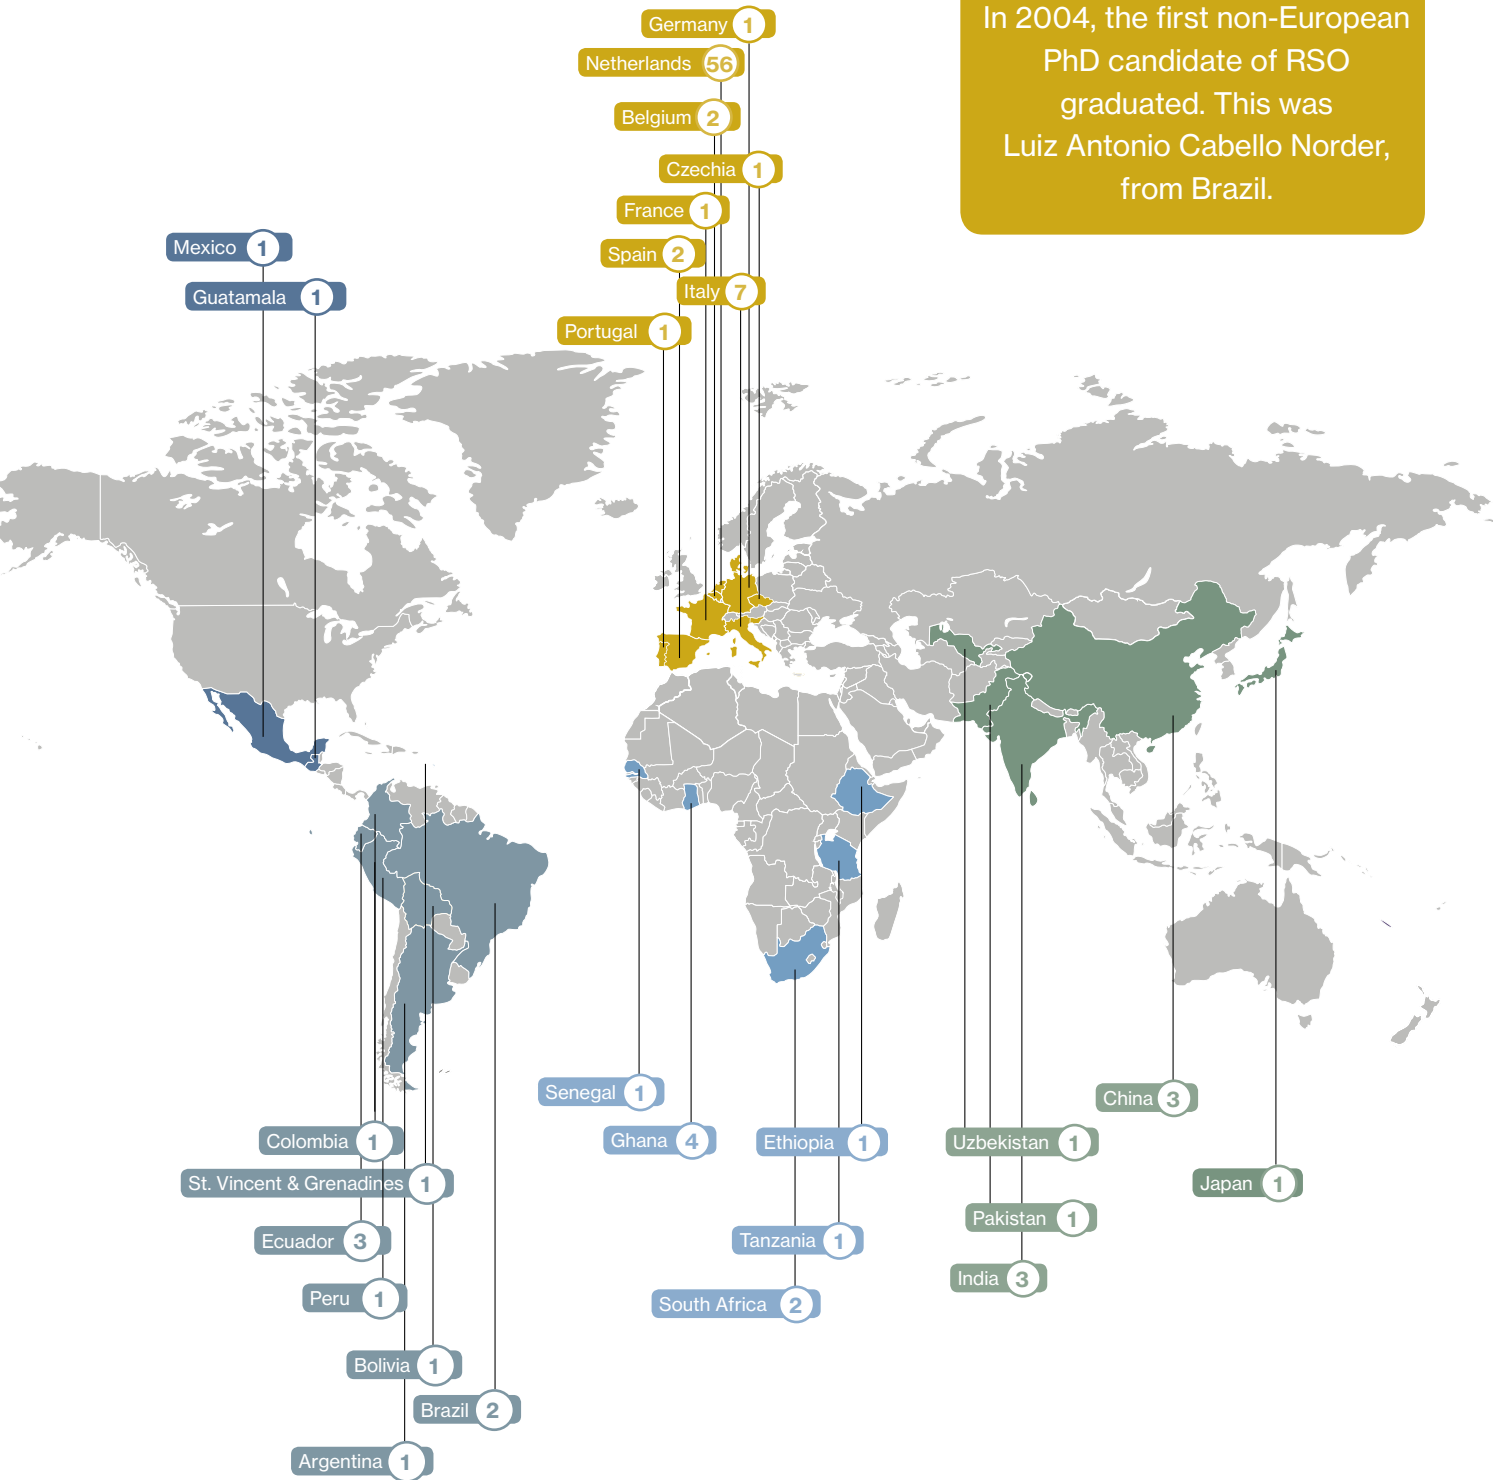 In 2004, the first non-European
PhD candidate of RSO
graduated. This was
Luiz Antonio Cabello Norder,
from Brazil.
Germany 1
Netherlands 56
Belgium 2
Czechia 1
France 1
Spain 2
Italy 7
Portugal 1
Mexico 1
Guatamala 1
Senegal 1
Ghana 4
Ethiopia 1
Tanzania 1
South Africa 2
China 3
Uzbekistan 1
Japan 1
Pakistan 1
India 3
Colombia 1
St. Vincent & Grenadines 1
Ecuador 3
Peru 1
Bolivia 1
Brazil 2
Argentina 1